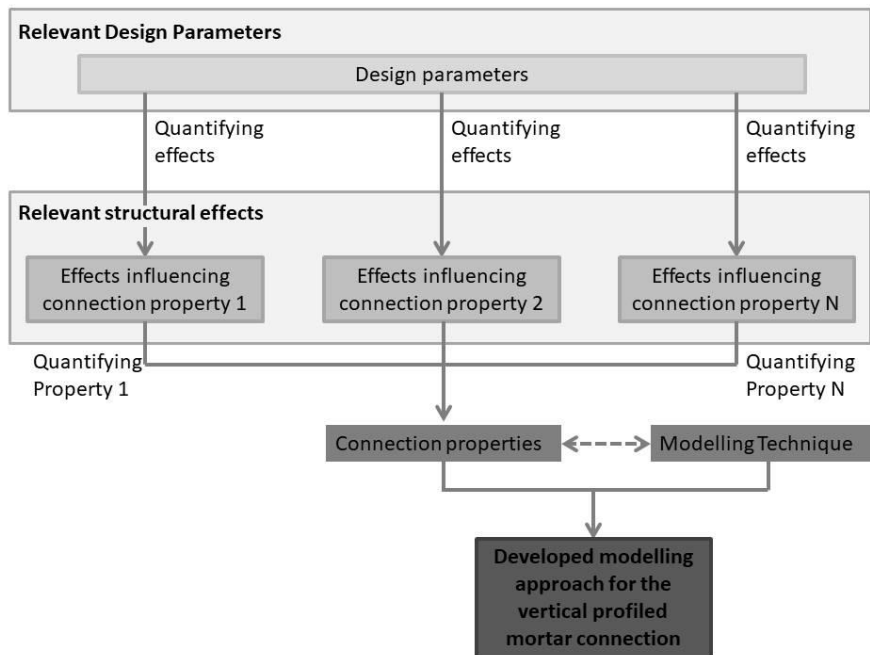 Relevant Design Parameters
Design parameters
Quantifying
effects
Quantifying
effects
Quantifying
effects
Relevant structural effects
Effects influencing
connection property 1
Effects influencing
connection property 2
Effects influencing
connection property N
Quantifying
Property 1
Quantifying
Property N
Connection properties
Modelling Technique
Developed modelling
approach for the
vertical profiled
mortar connection